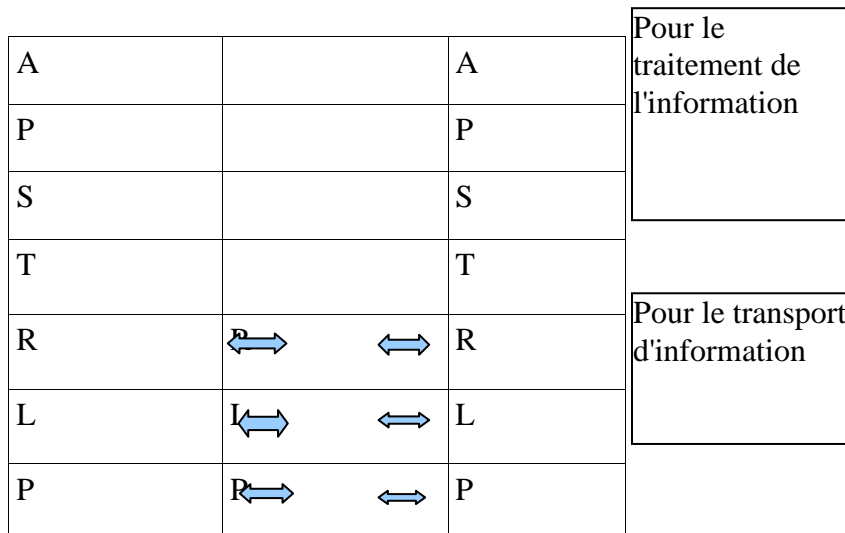 A A
P P
S S
T T
R R R
L L L
P P P
Pour le
traitement de
l'information
Pour le transport
d'information